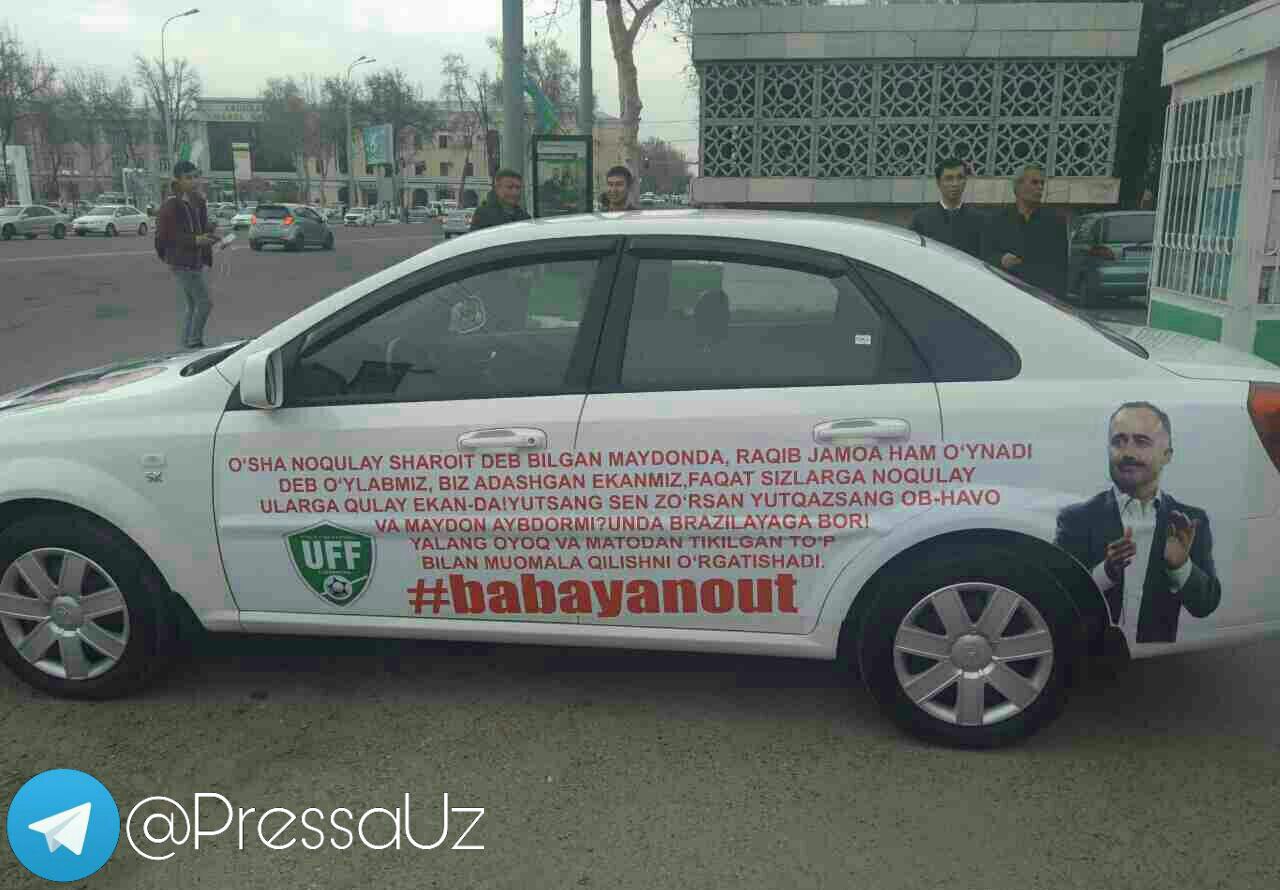 O'SHA NOQULAY SHAROIT DEB BILGAN MAYDONDA, RAQIB JAMOA HAM O'YNADI
DEB O'YLABMIZ, BIZ ADASHGAN EKANMIZ,FAQAT SIZLARGA NOQULAY
ULARGA QULAY EKAN-DA!YUTSANG SEN ZO'RSAN YUTQAZSANG OB-HAVO
VA MAYDON AYBDORMI?UNDA BRAZILAYAGA BOR!
YALANG OYOQ VA MATODAN TIKILGAN TO'P
BILAN MUOMALA QILISHNI O'RGATISHADI.
#babayanout
UFF
SK
@PressaUz